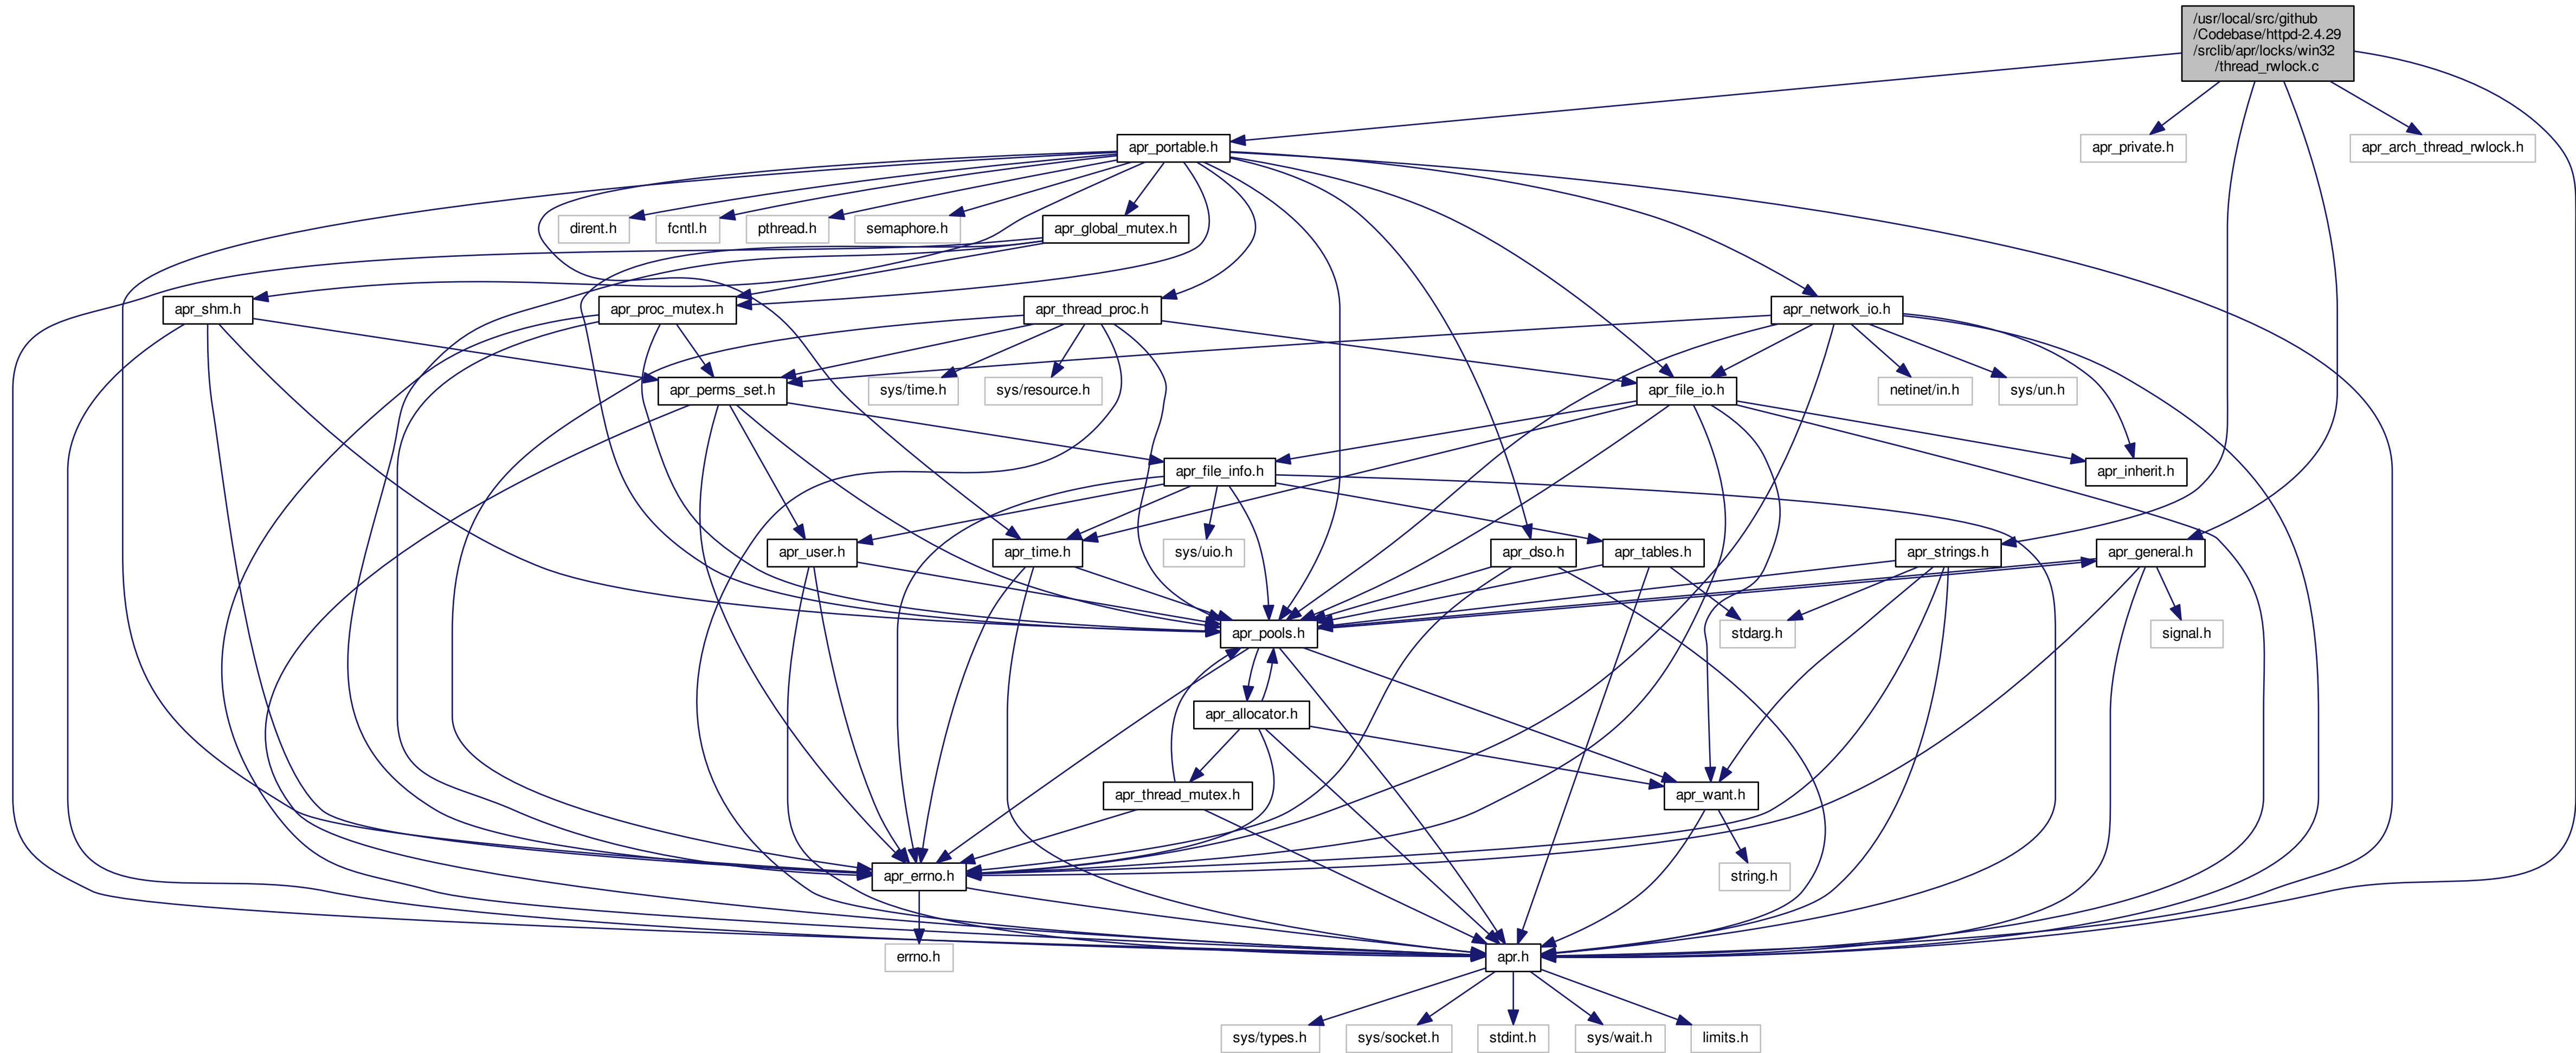 /usr/local/src/github
/Codebase/httpd-2.4.29
/srclib/apr/locks/win32
/thread_rwlock.c
apr_portable.h
apr_private.h
apr_arch_thread_rwlock.h
dirent.h
fcntl.h
pthread.h
semaphore.h
apr_global_mutex.h
apr_shm.h
apr_proc_mutex.h
apr_thread_proc.h
apr_network_io.h
apr_perms_set.h
sys/time.h
sys/resource.h
apr_file_io.h
netinet/in.h
sys/un.h
apr_file_info.h
apr_inherit.h
apr_user.h
apr_time.h
sys/uio.h
apr_dso.h
apr_tables.h
apr_strings.h
apr_general.h
apr_pools.h
stdarg.h
signal.h
apr_allocator.h
apr_thread_mutex.h
apr_want.h
apr_errno.h
string.h
errno.h
apr.h
sys/types.h
sys/socket.h
stdint.h
sys/wait.h
limits.h